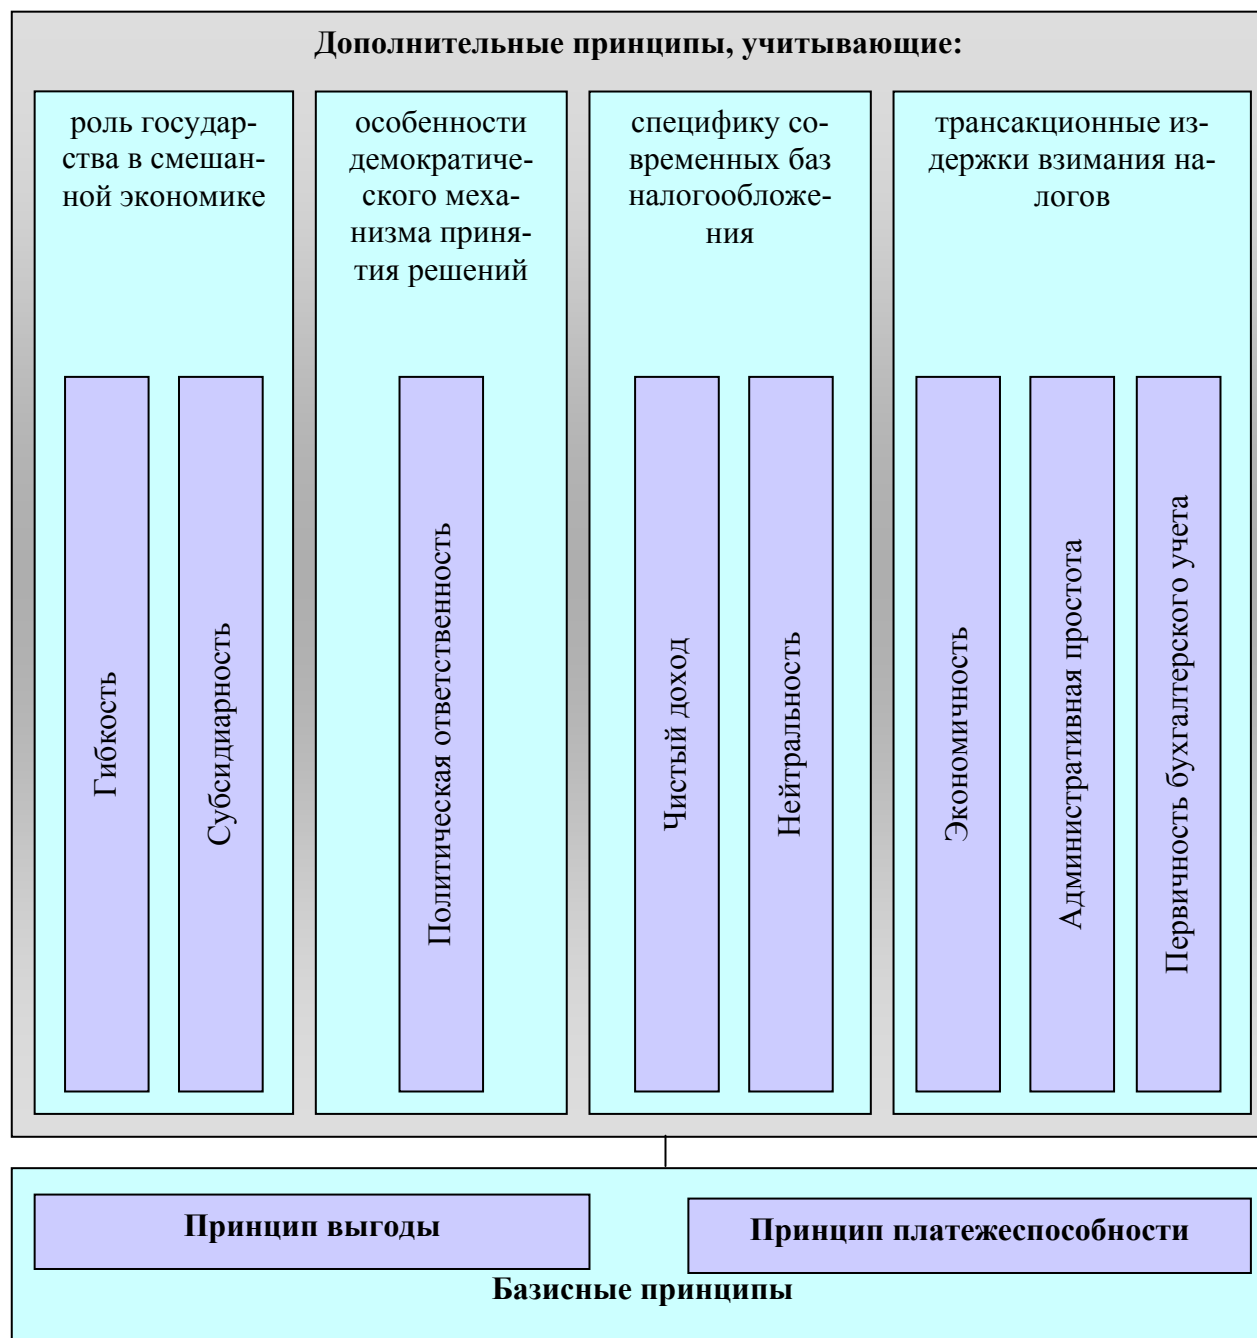 Дополнительные принципы, учитывающие:
роль государ-
ства в смешан-
ной экономике
Гибкость
Субсидиарность
особенности
демократиче-
ского меха-
низма приня-
тия решений
Политическая ответственность
специфику со-
временных баз
налогообложе-
ния
Чистый доход
Нейтральность
трансакционные из-
держки взимания на-
логов
Экономичность
Административная простота
Первичность бухгалтерского учета
Принцип выгоды
Принцип платежеспособности
Базисные принципы